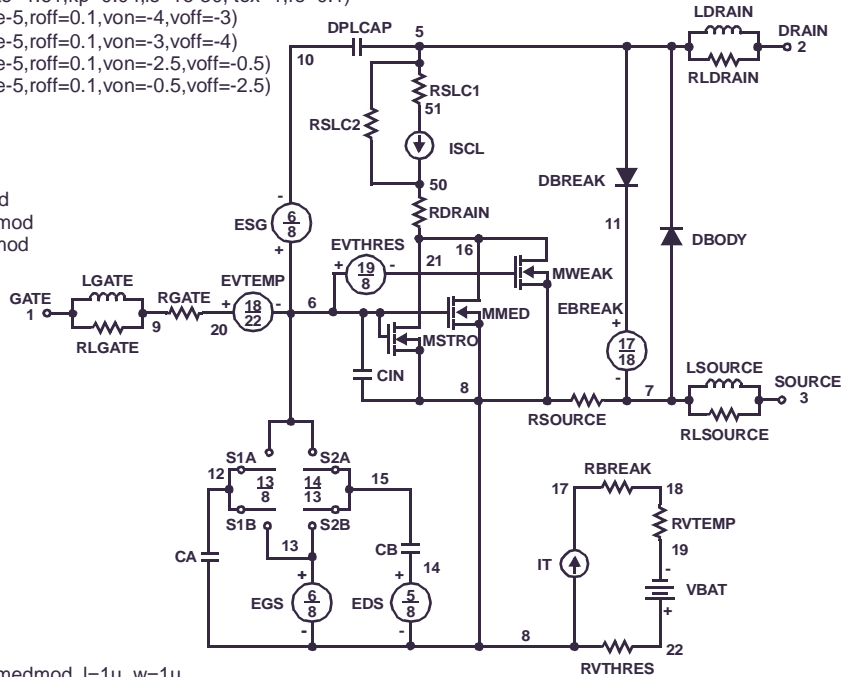 e-5,roff=0.1,von=-4,voff=-3)
e-5,roff=0.1,von=-3,voff=-4)
e-5,roff=0.1,von=-2.5,voff=-0.5)
e-5,roff=0.1,von=-0.5,voff=-2.5)
d
mod
mod
LDRAIN
DPLCAP
5
DRAIN
2
10
RLDRAIN
RSLC1
51
RSLC2
ISCL
50
DBREAK
RDRAIN
ESG
6
8
-
+
11
DBODY
EVTHRES
16
21
+ 19 -
8
MWEAK
LGATE
EVTEMP
GATE
1
RGATE
+ 18 -
22
6
MMED
EBREAK
RLGATE
9
20
MSTRO
+
17
18
-
LSOURCE
CIN
8
7
SOURCE
3
RSOURCE
RLSOURCE
S1A
S2A
12
13
8
14
13
15
RBREAK
17
18
S1B
S2B
RVTEMP
13
CA
CB
14
19
IT
-
VBAT
+
EGS
+
6
8
-
EDS
+
5
8
-
8
22
RVTHRES
medmod l=1u w=1u